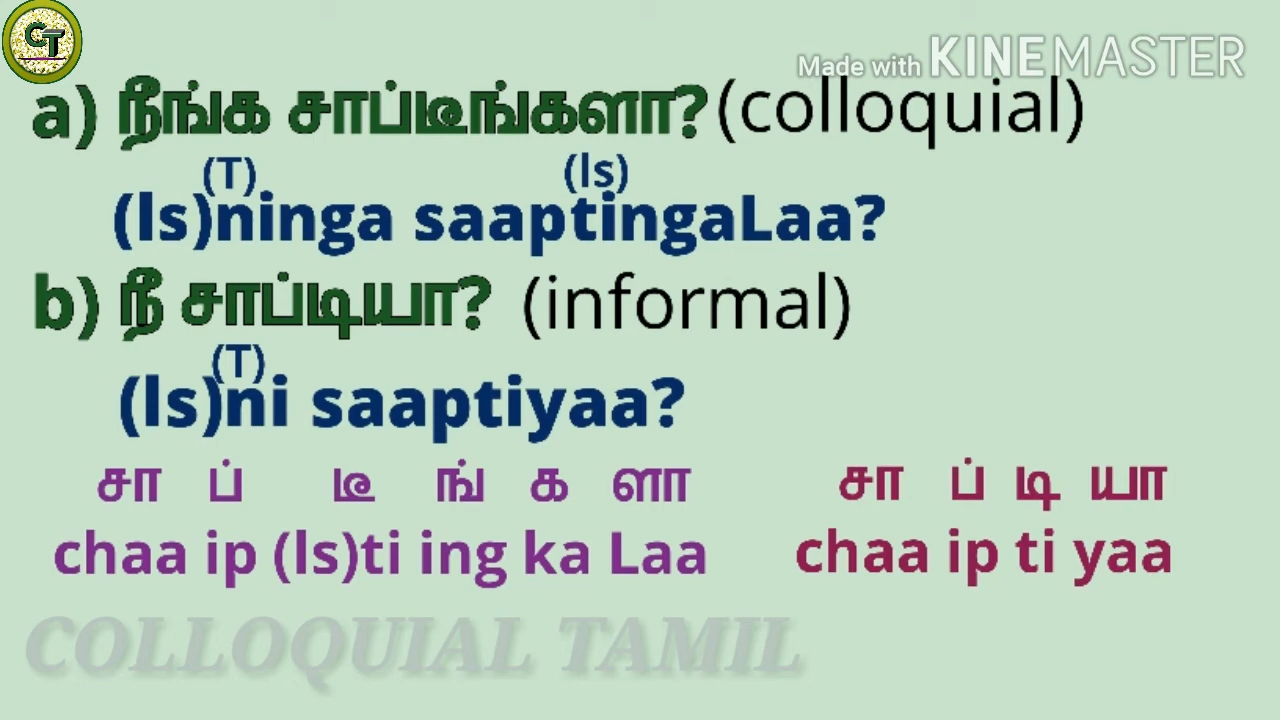 CT
Made with KINEMASTER
a) நீங்க சாப்டீங்களா? (colloquial)
(T) (ls)
(ls)ninga saaptingaLaa?
b) நீ சாப்டியா? (informal)
(T)
(ls)ni saaptiyaa?
சா ப் டீ ங் க ளா சா ப் டி யா
chaa ip (ls)ti ing ka Laa chaa ip ti yaa
COLLOQUIAL TAMIL